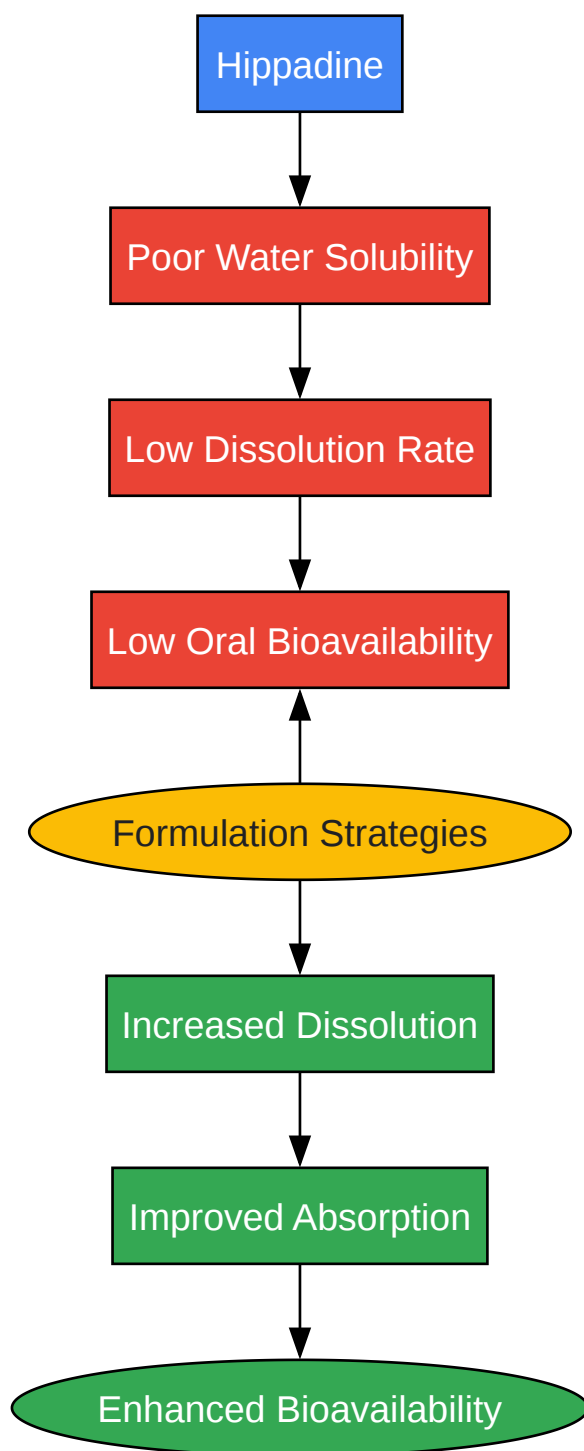 Hippadine
Poor Water Solubility
Low Dissolution Rate
Low Oral Bioavailability
Formulation Strategies
Increased Dissolution
Improved Absorption
Enhanced Bioavailability